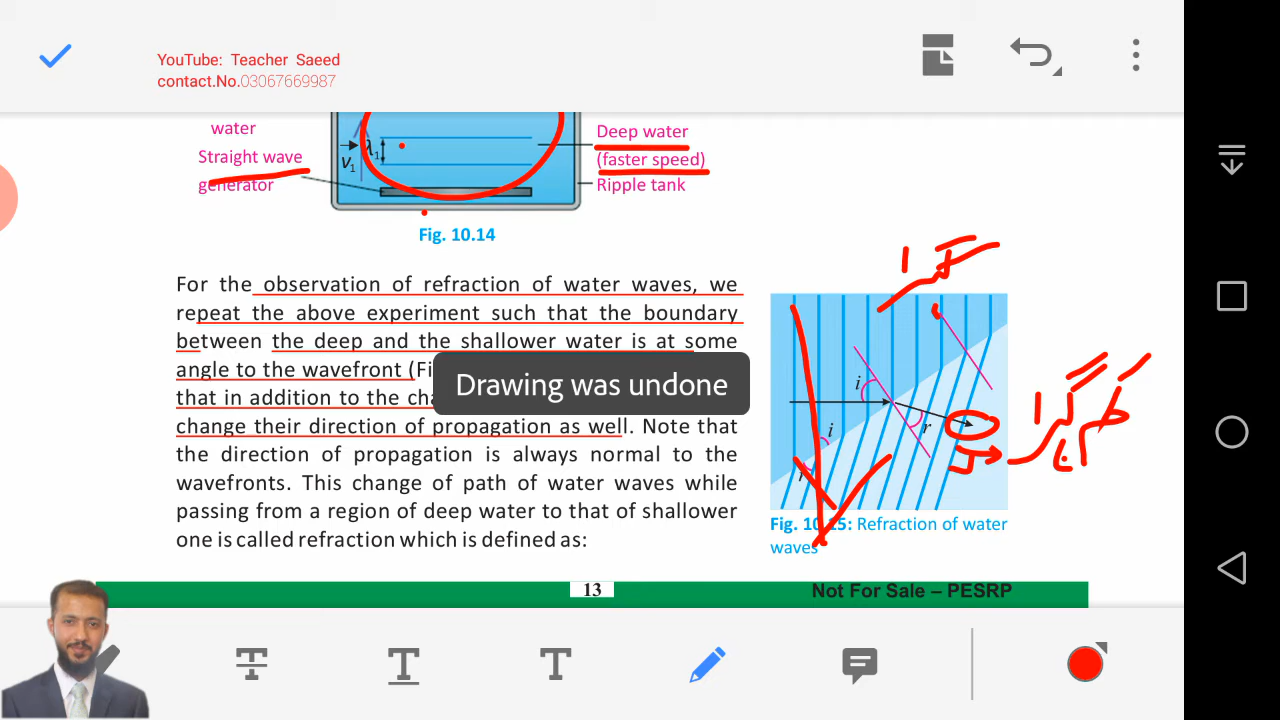 YouTube: Teacher Saeed
contact.No.03067669987
water
Straight wave
generator
λ1
v1
Deep water
(faster speed)
Ripple tank
Fig. 10.14
For the observation of refraction of water waves, we
repeat the above experiment such that the boundary
between the deep and the shallower water is at some
angle to the wavefront (Fi
that in addition to the cha
change their direction of propagation as well. Note that
the direction of propagation is always normal to the
wavefronts. This change of path of water waves while
passing from a region of deep water to that of shallower
one is called refraction which is defined as:
Drawing was undone
i
r
i
r
Fig. 10.15: Refraction of water
waves
13
Not For Sale – PESRP
T
T
T